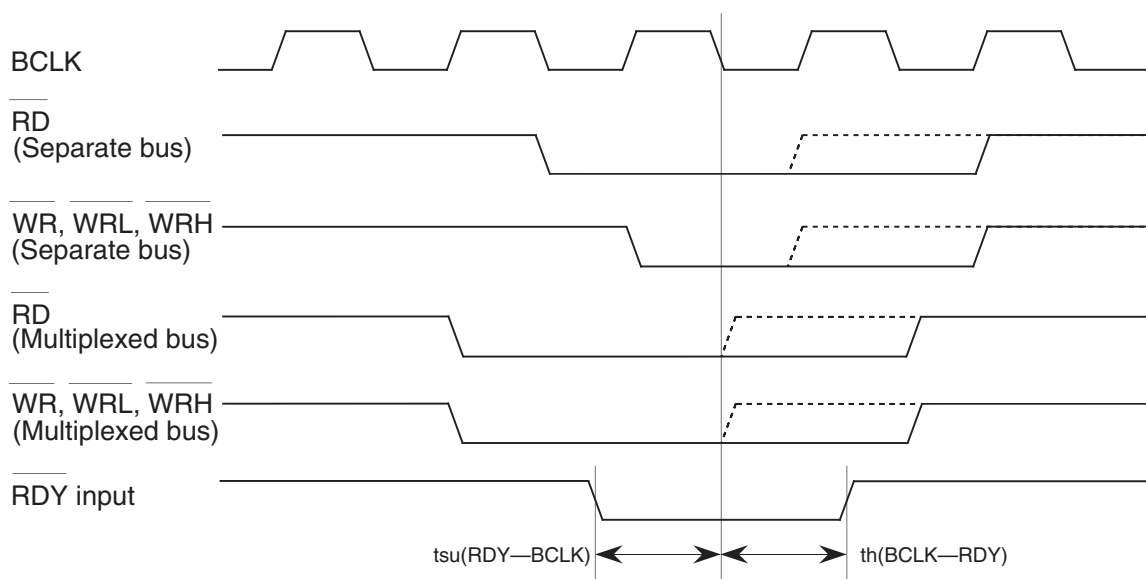 BCLK
RD
(Separate bus)
WR, WRL, WRH
(Separate bus)
RD
(Multiplexed bus)
WR, WRL, WRH
(Multiplexed bus)
RDY input
tsu(RDY—BCLK)
th(BCLK—RDY)